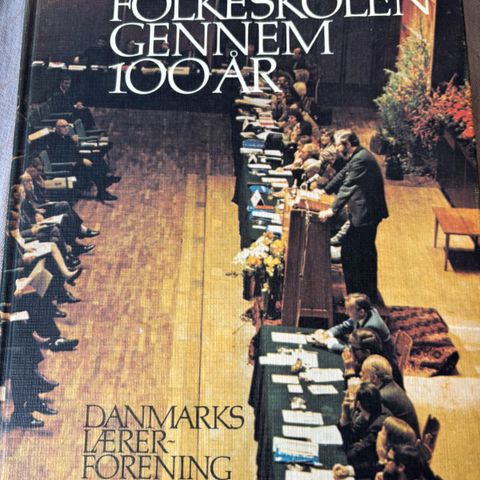 FOLKESKOLEN
GENNEM
100 ÅR
DANMARKS
LÆRER-
FORENING